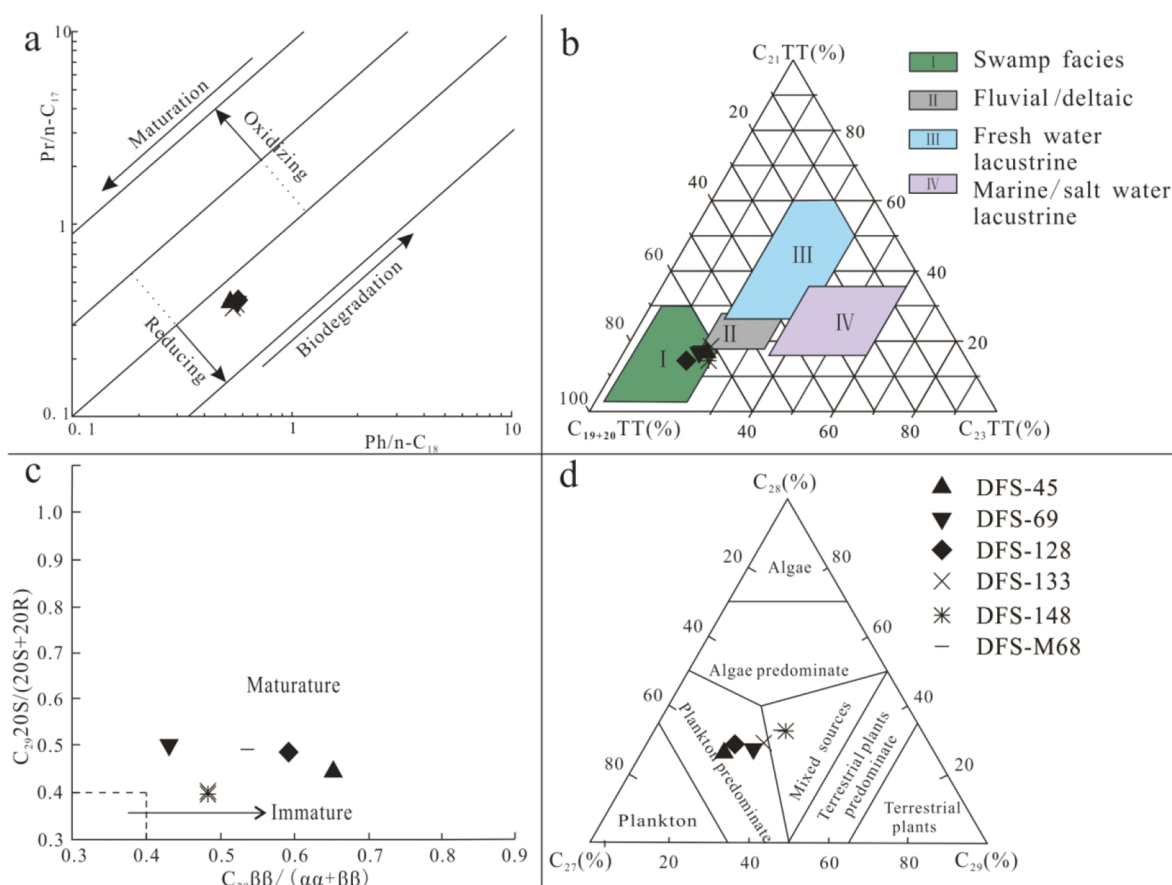 a
Pr/n-C17
10
1
0.1
0.1
1
10
Ph/n-C18
Maturation
Oxidizing
Reducing
Biodegradation
b
C21TT(%)
20
40
60
80
100
80
60
40
20
C19+20TT(%)
40
60
80
C23TT(%)
I
II
III
IV
I Swamp facies
II Fluvial/deltaic
III Fresh water
lacustrine
IV Marine/salt water
lacustrine
c
C2920S/(20S+20R)
1.0
0.9
0.8
0.7
0.6
0.5
0.4
0.3
Maturature
Immature
0.3
0.4
0.5
0.6
0.7
0.8
0.9
ββ/(αα+ββ)
d
C28(%)
20
40
60
80
80
60
40
20
Algae
Algae predominate
Plankton predominate
Mixed sources
Terrestrial plants
predominate
Plankton
Terrestrial
plants
C27(%)
20
40
60
80
C29(%)
DFS-45
DFS-69
DFS-128
DFS-133
DFS-148
DFS-M68